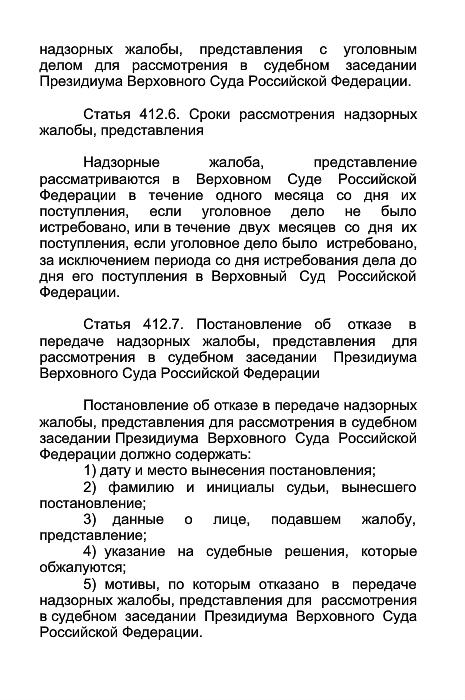 надзорных жалобы, представления с уголовным
делом для рассмотрения в судебном заседании
Президиума Верховного Суда Российской Федерации.
Статья 412.6. Сроки рассмотрения надзорных
жалобы, представления
Надзорные жалоба, представление
рассматриваются в Верховном Суде Российской
Федерации в течение одного месяца со дня их
поступления, если уголовное дело не было
истребовано, или в течение двух месяцев со дня их
поступления, если уголовное дело было истребовано,
за исключением периода со дня истребования дела до
дня его поступления в Верховный Суд Российской
Федерации.
Статья 412.7. Постановление об отказе в
передаче надзорных жалобы, представления для
рассмотрения в судебном заседании Президиума
Верховного Суда Российской Федерации
Постановление об отказе в передаче надзорных
жалобы, представления для рассмотрения в судебном
заседании Президиума Верховного Суда Российской
Федерации должно содержать:
1) дату и место вынесения постановления;
2) фамилию и инициалы судьи, вынесшего
постановление;
3) данные о лице, подавшем жалобу,
представление;
4) указание на судебные решения, которые
обжалуются;
5) мотивы, по которым отказано в передаче
надзорных жалобы, представления для рассмотрения
в судебном заседании Президиума Верховного Суда
Российской Федерации.